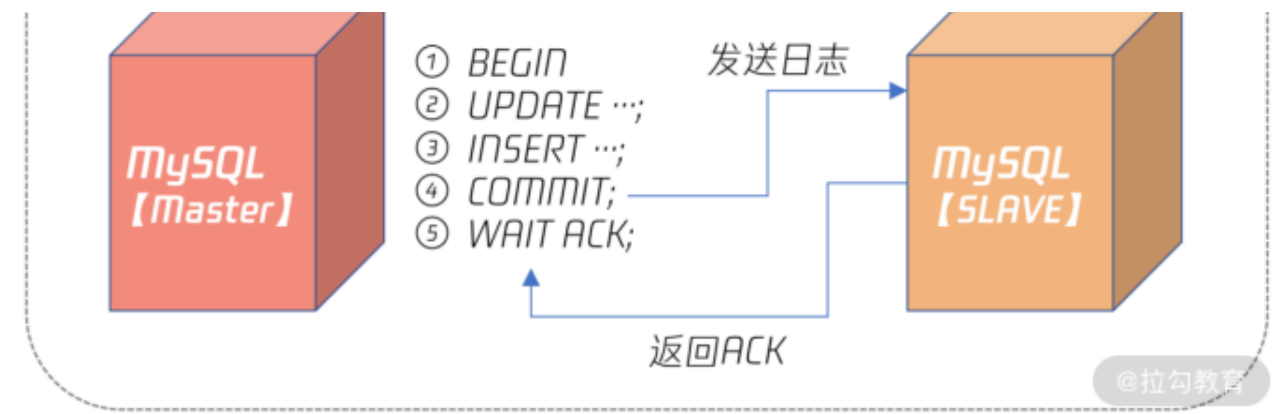 ① BEGIN
② UPDATE ···;
③ INSERT ···;
④ COMMIT;
⑤ WAIT ACK;
发送日志
MySQL
【Master】
MySQL
【SLAVE】
返回ACK
@拉勾教育